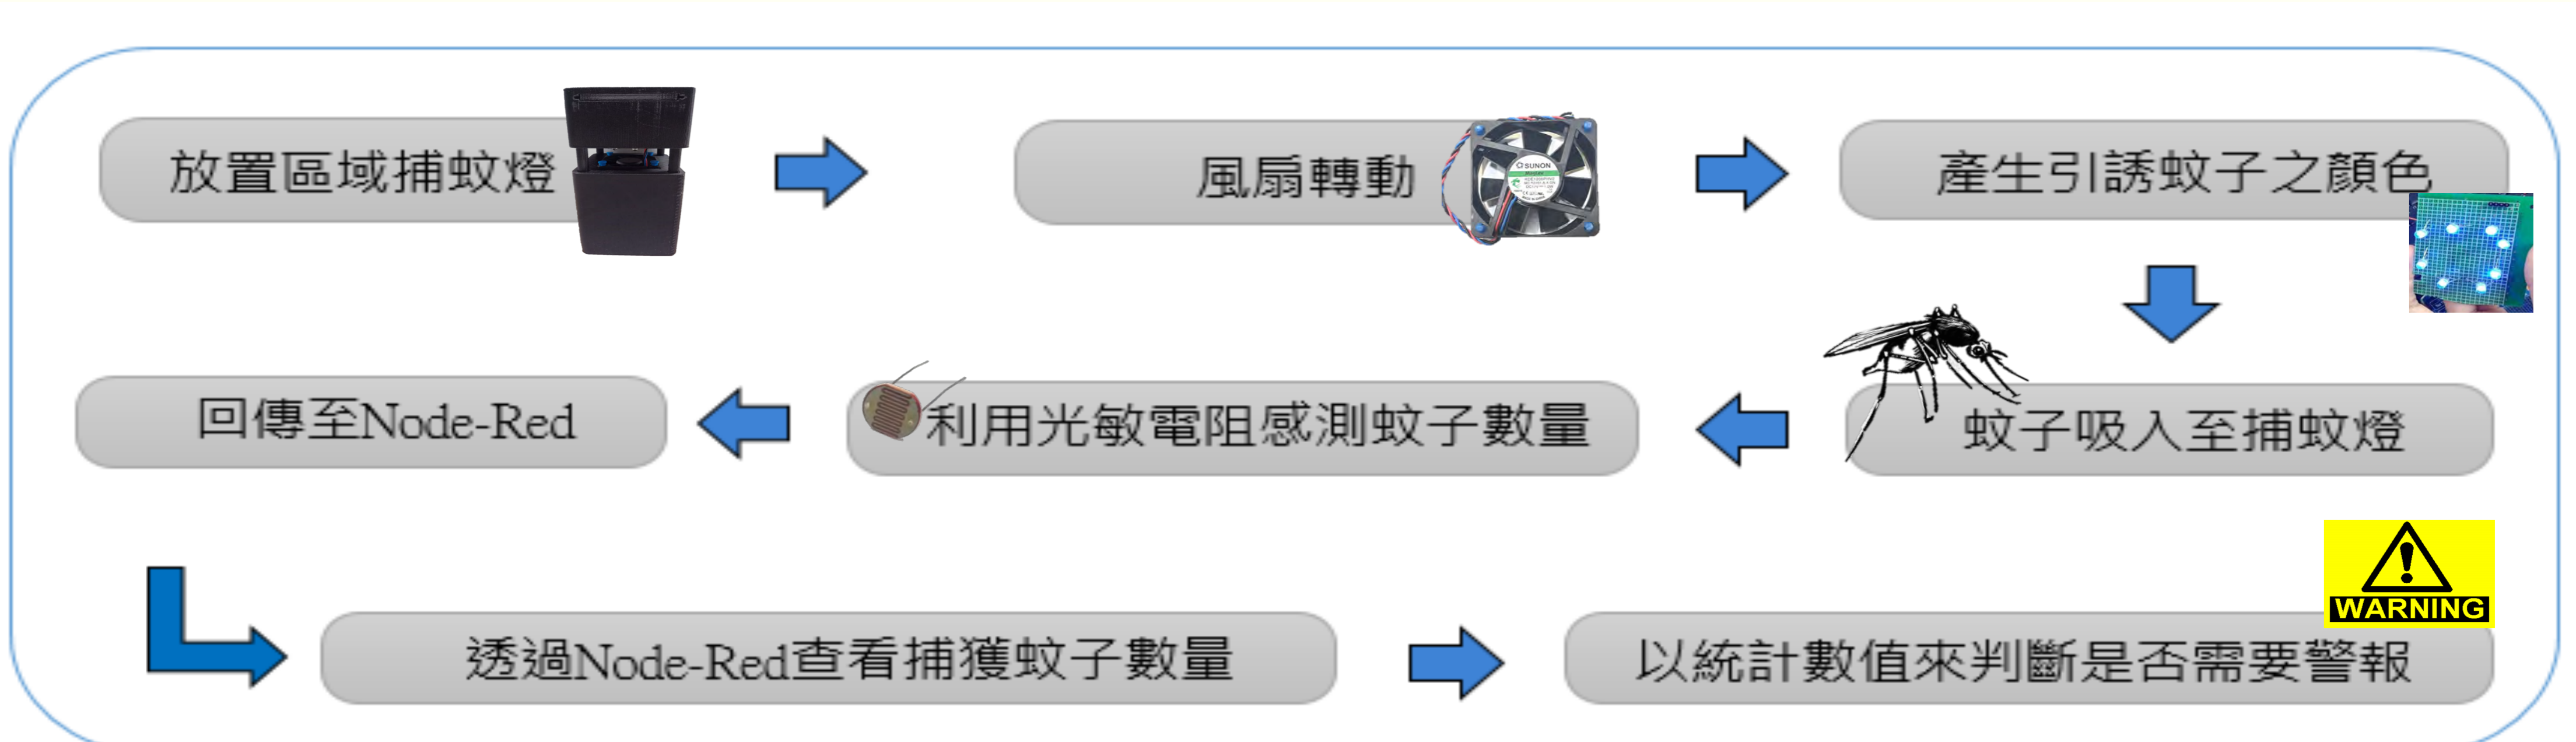 放置區域捕蚊燈
風扇轉動
SUNON
產生引誘蚊子之顏色
回傳至Node-Red
利用光敏電阻感測蚊子數量
蚊子吸入至捕蚊燈
WARNING
透過Node-Red查看捕獲蚊子數量
以統計數值來判斷是否需要警報